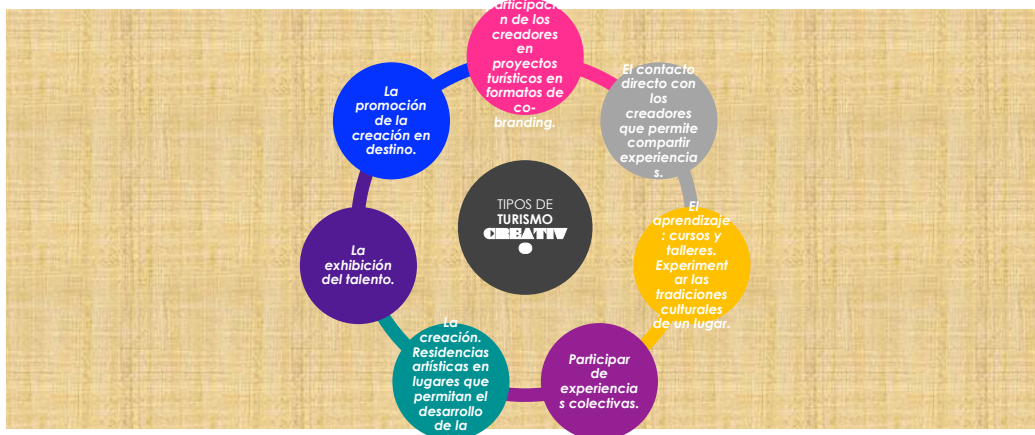 TIPOS DE
TURISMO
CREATIV
O
articipaci
n de los
creadores
en
proyectos
turísticos en
formatos de
co-
branding.
El contacto
directo con
los
creadores
que permite
compartir
experiencia
s.
El
aprendizaje
: cursos y
talleres.
Experiment
ar las
tradiciones
culturales
de un lugar.
Participar
de
experiencia
s colectivas.
La
creación.
Residencias
artísticas en
lugares que
permitan el
desarrollo
de la
La
exhibición
del talento.
La
promoción
de la
creación en
destino.